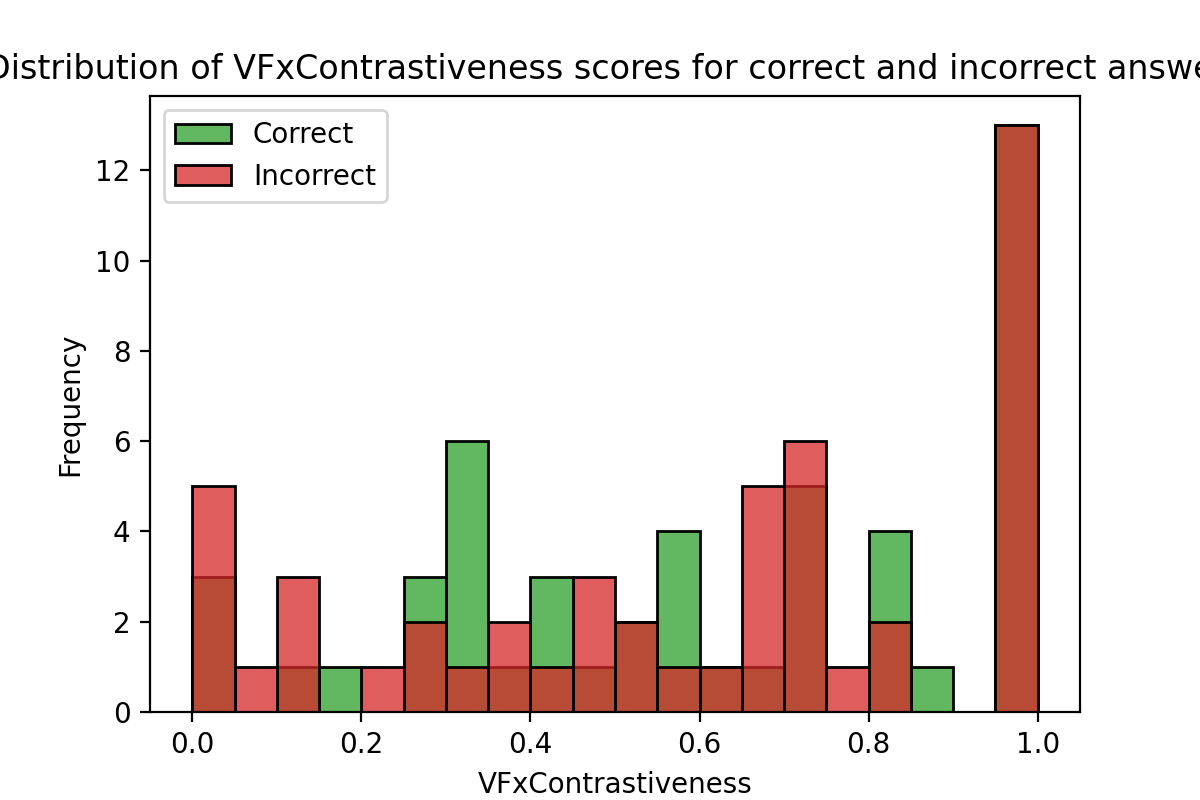 Distribution of VFxContrastiveness scores for correct and incorrect answe
Correct
Incorrect
12
10
8
6
4
2
0
Frequency
0.0 0.2 0.4 0.6 0.8 1.0
VFxContrastiveness